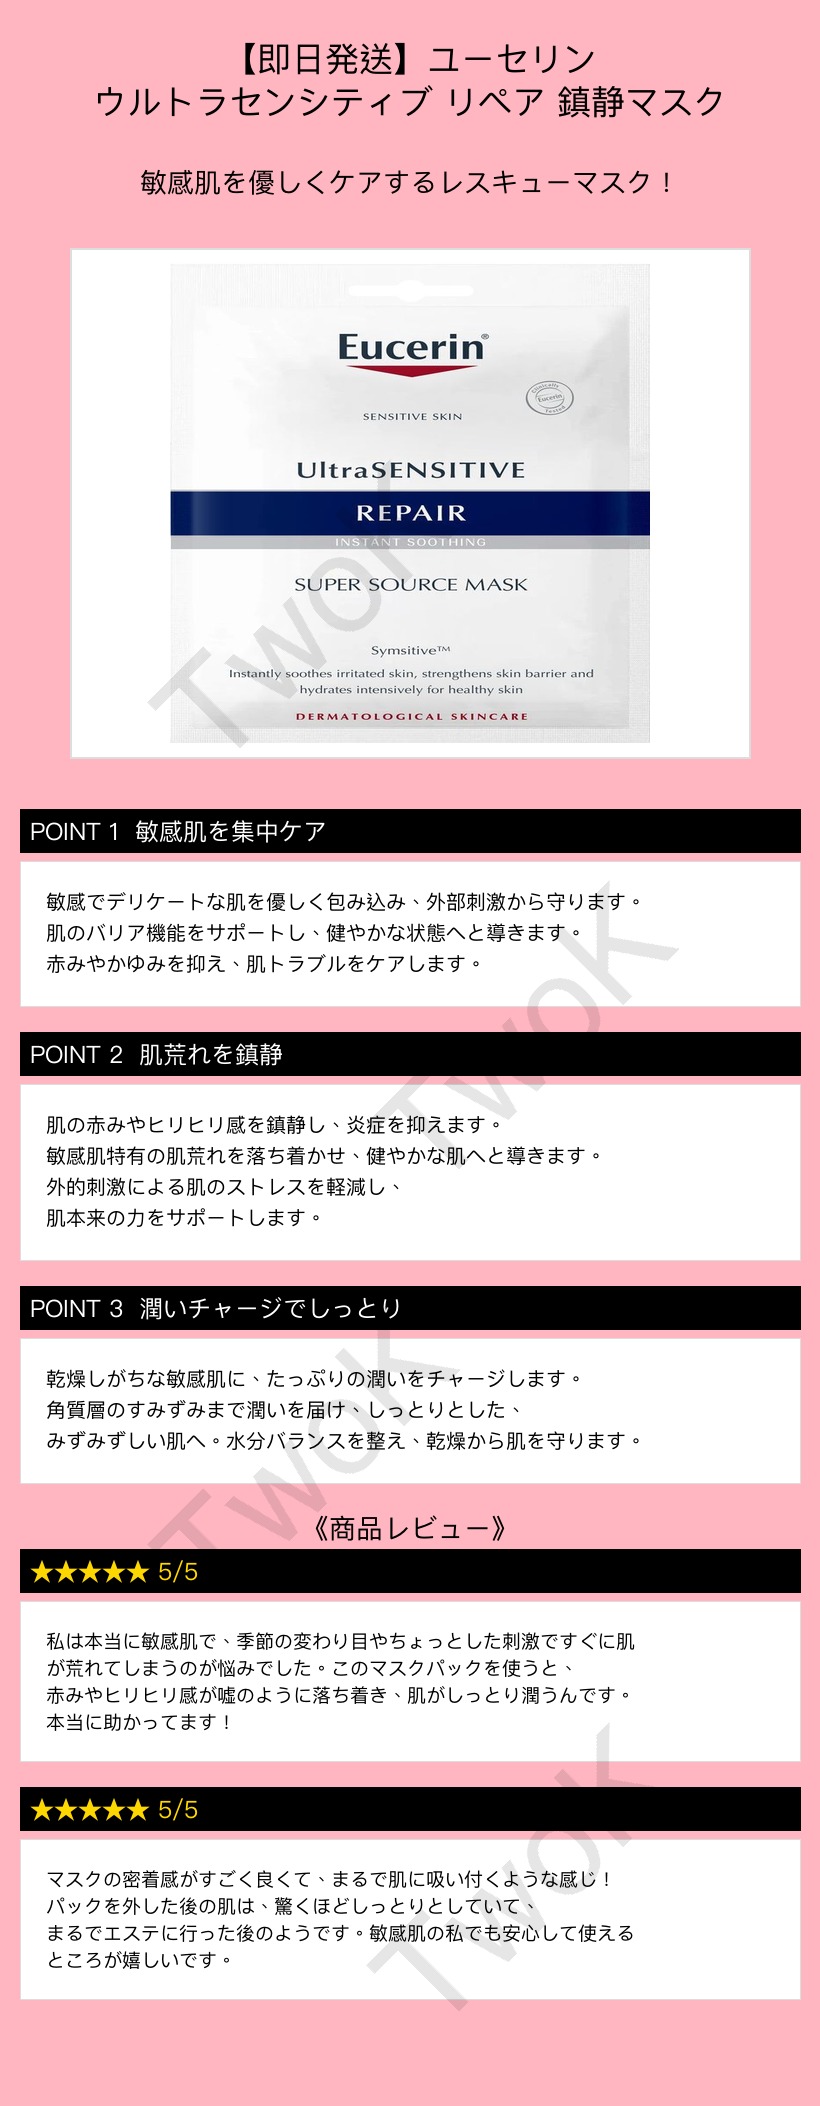 【即日発送】ユーセリン
ウルトラセンシティブ リペア 鎮静マスク
敏感肌を優しくケアするレスキューマスク！
Eucerin®
Clinically
Eucerin
Tested
SENSITIVE SKIN
UltraSENSITIVE
REPAIR
INSTANT SOOTHING
SUPER SOURCE MASK
Symsitive™
Instantly soothes irritated skin, strengthens skin barrier and
hydrates intensively for healthy skin
DERMATOLOGICAL SKINCARE
TwoK
POINT 1 敏感肌を集中ケア
敏感でデリケートな肌を優しく包み込み、外部刺激から守ります。
肌のバリア機能をサポートし、健やかな状態へと導きます。
赤みやかゆみを抑え、肌トラブルをケアします。
TwoK
POINT 2 肌荒れを鎮静
肌の赤みやヒリヒリ感を鎮静し、炎症を抑えます。
敏感肌特有の肌荒れを落ち着かせ、健やかな肌へと導きます。
外的刺激による肌のストレスを軽減し、
肌本来の力をサポートします。
POINT 3 潤いチャージでしっとり
乾燥しがちな敏感肌に、たっぷりの潤いをチャージします。
角質層のすみずみまで潤いを届け、しっとりとした、
みずみずしい肌へ。水分バランスを整え、乾燥から肌を守ります。
TwoK
《商品レビュー》
★★★★★ 5/5
私は本当に敏感肌で、季節の変わり目やちょっとした刺激ですぐに肌
が荒れてしまうのが悩みでした。このマスクパックを使うと、
赤みやヒリヒリ感が嘘のように落ち着き、肌がしっとり潤うんです。
本当に助かってます！
★★★★★ 5/5
マスクの密着感がすごく良くて、まるで肌に吸い付くような感じ！
パックを外した後の肌は、驚くほどしっとりとしていて、
まるでエステに行った後のようです。敏感肌の私でも安心して使える
ところが嬉しいです。
TwoK